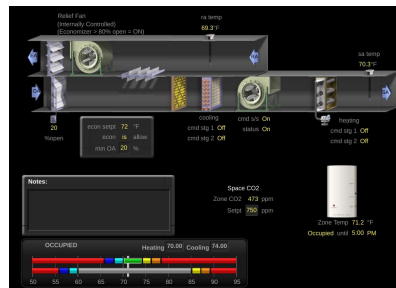 Relief Fan
(Internally Controlled)
(Economizer > 80% open = ON)
ra temp
69.3°F
sa temp
70.3°F
20
%open
econ setpt 72 °F
econ is allow
min OA 20 %
cooling
cmd stg 1 Off
cmd stg 2 Off
cmd s/s On
status On
heating
cmd stg 1 Off
cmd stg 2 Off
Notes:
Space CO2
Zone CO2 473 ppm
Setpt 750 ppm
Zone Temp 71.2 °F
Occupied until 5:00 PM
OCCUPIED Heating 70.00 Cooling 74.00
50 55 60 65 70 75 80 85 90 95